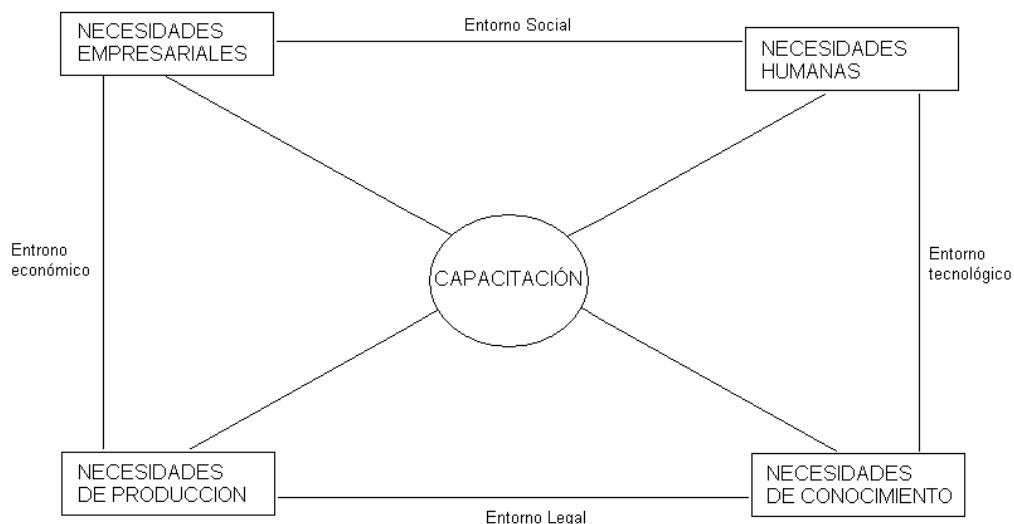 Entorno Social
NECESIDADES
EMPRESARIALES
NECESIDADES
HUMANAS
Entrono
económico
CAPACITACIÓN
Entorno
tecnológico
NECESIDADES
DE PRODUCCION
NECESIDADES
DE CONOCIMIENTO
Entorno Legal